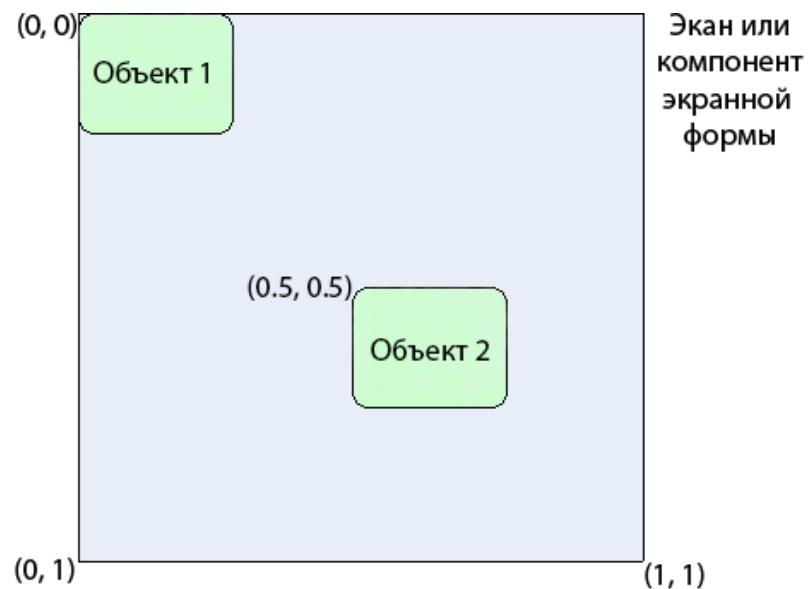 (0, 0)
Объект 1
Экан или
компонент
экранной
формы
(0.5, 0.5)
Объект 2
(0, 1)
(1, 1)